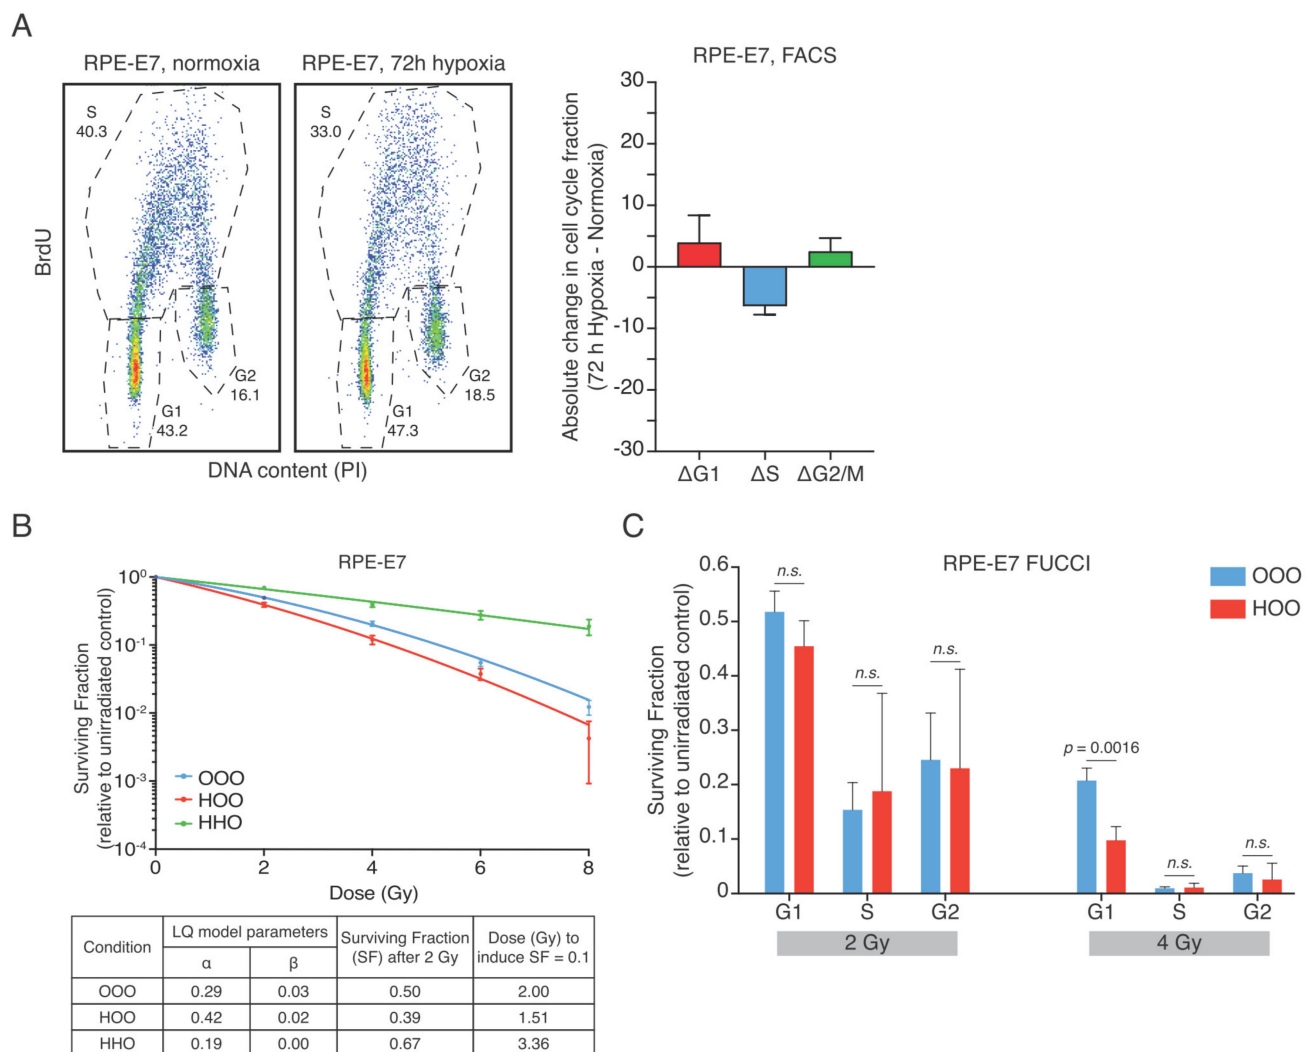 A
RPE-E7, normoxia
RPE-E7, 72h hypoxia
S
40.3
G2
16.1
G1
43.2
S
33.0
G2
18.5
G1
47.3
BrdU
DNA content (PI)
RPE-E7, FACS
Absolute change in cell cycle fraction
(72 h Hypoxia - Normoxia)
30
20
10
0
-10
-20
-30
ΔG1 ΔS ΔG2/M
B
RPE-E7
Surviving Fraction
(relative to unirradiated control)
10⁰
10⁻¹
10⁻²
10⁻³
10⁻⁴
OOO
HOO
HHO
0 2 4 6 8
Dose (Gy)
Condition LQ model parameters Surviving Fraction (SF) after 2 Gy Dose (Gy) to induce SF = 0.1
α β
OOO 0.29 0.03 0.50 2.00
HOO 0.42 0.02 0.39 1.51
HHO 0.19 0.00 0.67 3.36
C
RPE-E7 FUCCI
OOO
HOO
Surviving Fraction
(relative to unirradiated control)
0.6
0.5
0.4
0.3
0.2
0.1
0
n.s.
n.s.
n.s.
p = 0.0016
n.s.
n.s.
G1 S G2 G1 S G2
2 Gy 4 Gy